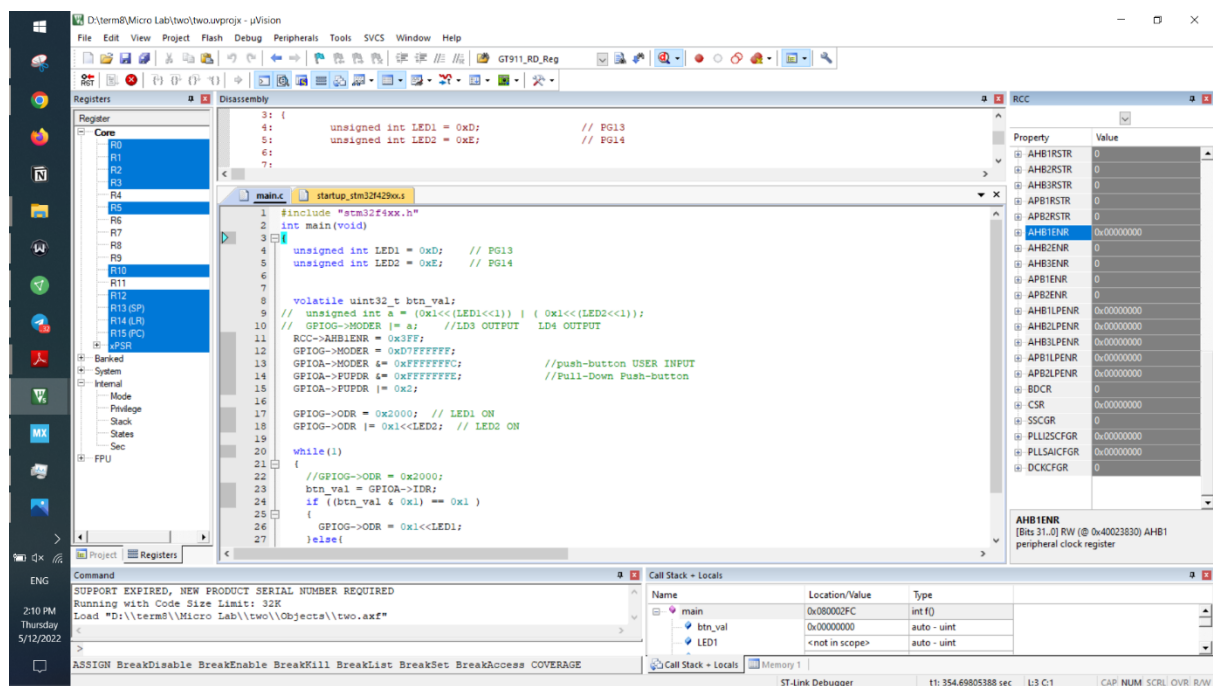 D:\term8\Micro Lab\two\two.uvprojx - µVision
File Edit View Project Flash Debug Peripherals Tools SVCS Window Help
GT911_RD_Reg
RST
Registers
Register
Core
R0
R1
R2
R3
R4
R5
R6
R7
R8
R9
R10
R11
R12
R13 (SP)
R14 (LR)
R15 (PC)
xPSR
Banked
System
Internal
Mode
Privilege
Stack
States
Sec
FPU
Project Registers
Disassembly
3: {
4: unsigned int LED1 = 0xD; // PG13
5: unsigned int LED2 = 0xE; // PG14
6:
7:
main.c startup_stm32f429xx.s
1 #include "stm32f4xx.h"
2 int main(void)
3 {
4 unsigned int LED1 = 0xD; // PG13
5 unsigned int LED2 = 0xE; // PG14
6
7
8 volatile uint32_t btn_val;
9 // unsigned int a = (0x1<<(LED1<<1)) | ( 0x1<<(LED2<<1));
10 // GPIOG->MODER |= a; //LD3 OUTPUT LD4 OUTPUT
11 RCC->AHB1ENR = 0x3FF;
12 GPIOG->MODER = 0xD7FFFFFF;
13 GPIOA->MODER &= 0xFFFFFFFC; //push-button USER INPUT
14 GPIOA->PUPDR &= 0xFFFFFFFE; //Pull-Down Push-button
15 GPIOA->PUPDR |= 0x2;
16
17 GPIOG->ODR = 0x2000; // LED1 ON
18 GPIOG->ODR |= 0x1<<LED2; // LED2 ON
19
20 while(1)
21 {
22 //GPIOG->ODR = 0x2000;
23 btn_val = GPIOA->IDR;
24 if ((btn_val & 0x1) == 0x1 )
25 {
26 GPIOG->ODR = 0x1<<LED1;
27 }else{
RCC
Property Value
AHB1RSTR 0
AHB2RSTR 0
AHB3RSTR 0
APB1RSTR 0
APB2RSTR 0
AHB1ENR 0x00000000
AHB2ENR 0
AHB3ENR 0
APB1ENR 0
APB2ENR 0
AHB1LPENR 0x00000000
AHB2LPENR 0x00000000
AHB3LPENR 0x00000000
APB1LPENR 0x00000000
APB2LPENR 0x00000000
BDCR 0
CSR 0x00000000
SSCGR 0
PLLI2SCFGR 0x00000000
PLLSAICFGR 0x00000000
DCKCFGR 0
AHB1ENR
[Bits 31..0] RW (@ 0x40023830) AHB1
peripheral clock register
Command
SUPPORT EXPIRED, NEW PRODUCT SERIAL NUMBER REQUIRED
Running with Code Size Limit: 32K
Load "D:\\term8\\Micro Lab\\two\\Objects\\two.axf"
>
ASSIGN BreakDisable BreakEnable BreakKill BreakList BreakSet BreakAccess COVERAGE
Call Stack + Locals
Name Location/Value Type
main 0x080002FC int f()
btn_val 0x00000000 auto - uint
LED1 <not in scope> auto - uint
Call Stack + Locals Memory 1
ST-Link Debugger t1: 354.69805388 sec L:3 C:1 CAP NUM SCRL OVR R/W
MX
ENG
2:10 PM
Thursday
5/12/2022